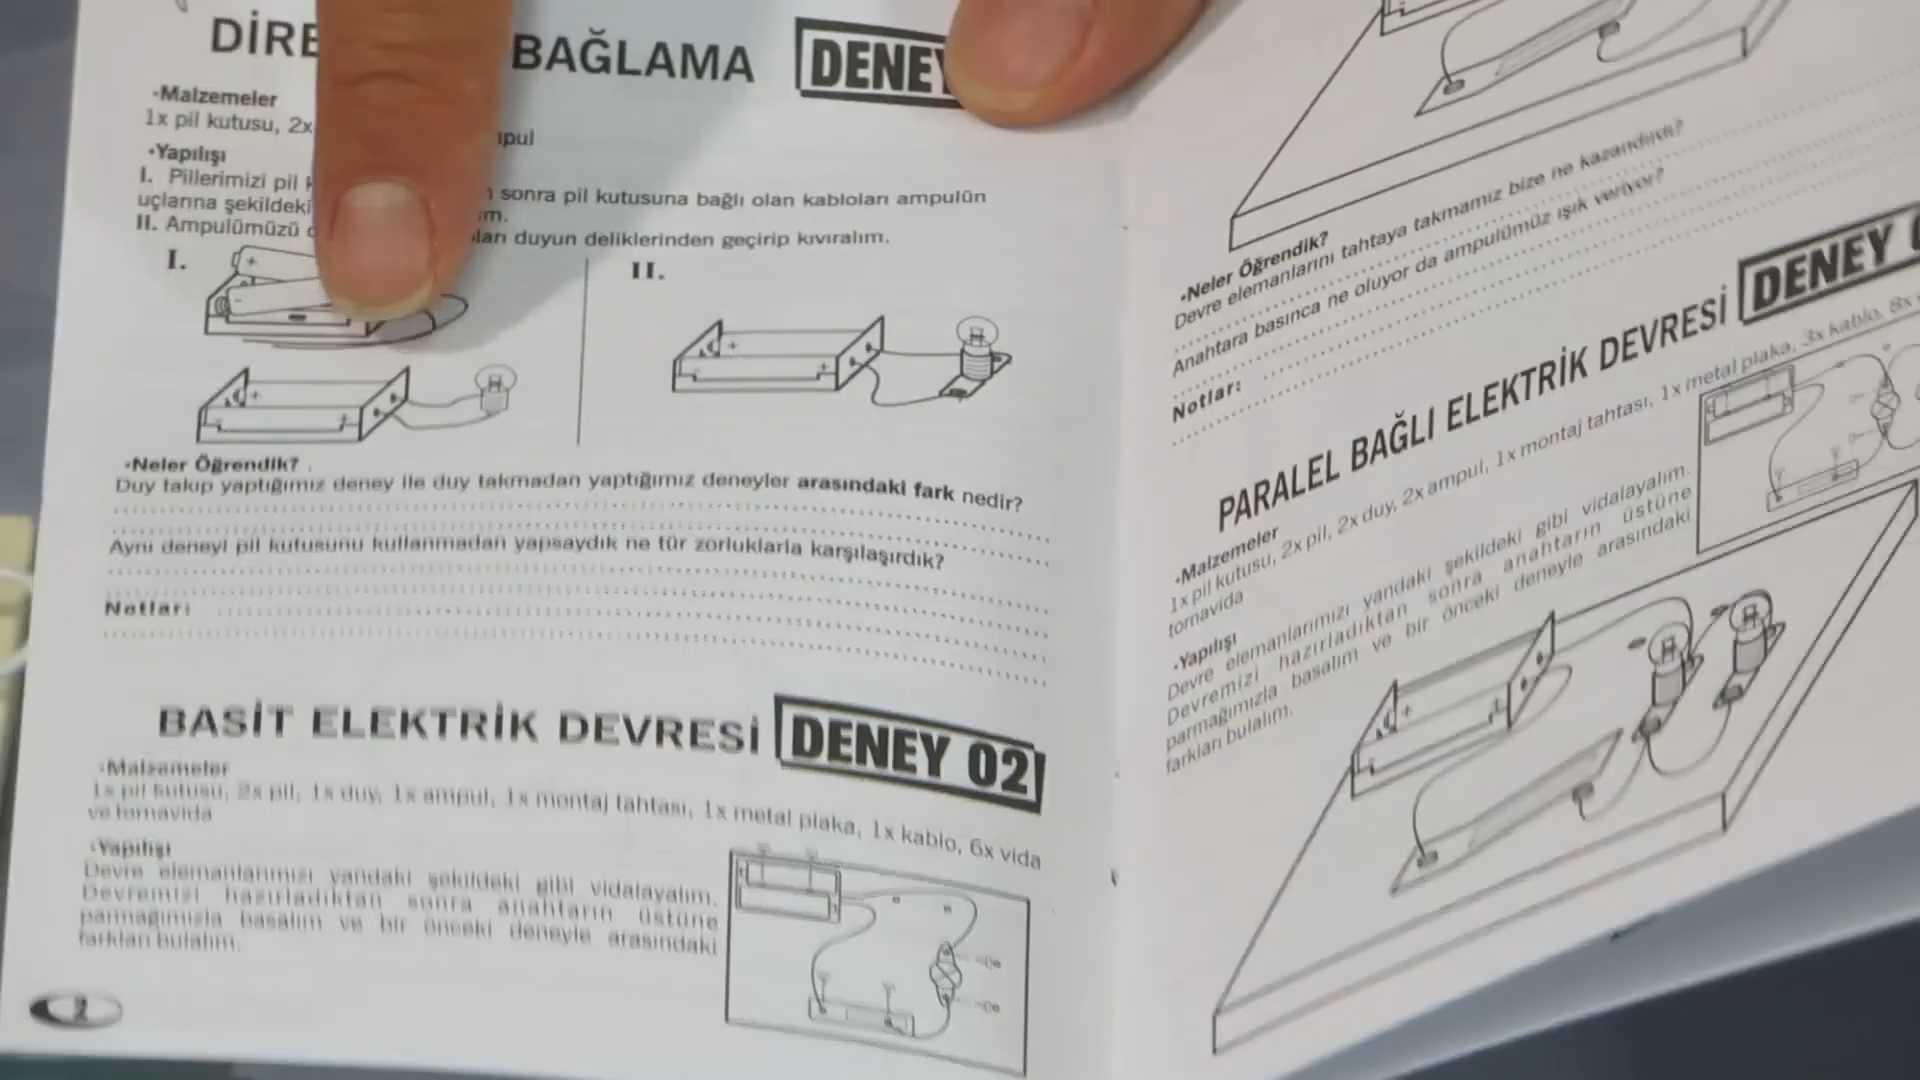 DİRE BAĞLAMA DENEY
•Malzemeler
1x pil kutusu, 2x
•Yapılışı
I. Pillerimizi pil sonra pil kutusuna bağlı olan kabloları ampulün
uçlarına şekildeki
II. Ampulümüzü duyun deliklerinden geçirip kıvıralım.
I. II.
•Neler Öğrendik?
Duy takıp yaptığımız deney ile duy takmadan yaptığımız deneyler arasındaki fark nedir?
Aynı deneyi pil kutusunu kullanmadan yapsaydık ne tür zorluklarla karşılaşırdık?
Notlar:
BASİT ELEKTRİK DEVRESİ DENEY 02
•Malzemeler
1x pil kutusu, 2x pil, 1x duy, 1x ampul, 1x montaj tahtası, 1x metal plaka, 1x kablo, 6x vida
ve tornavida
•Yapılışı
Devre elemanlarımızı yandaki şekildeki gibi vidalayalım.
Devremizi hazırladıktan sonra anahtarın üstüne
parmağımızla basalım ve bir önceki deneyle arasındaki
farkları bulalım.
2
•Neler Öğrendik?
Devre elemanlarını tahtaya takmamız bize ne kazandırdı?
Anahtara basınca ne oluyor da ampulümüz ışık veriyor?
Notlar:
PARALEL BAĞLI ELEKTRİK DEVRESİ DENEY
•Malzemeler
1x pil kutusu, 2x pil, 2x duy, 2x ampul, 1x montaj tahtası, 1x metal plaka, 3x kablo, 8x
tornavida
•Yapılışı
Devre elemanlarımızı yandaki şekildeki gibi vidalayalım.
Devremizi hazırladıktan sonra anahtarın üstüne
parmağımızla basalım ve bir önceki deneyle arasındaki
farkları bulalım.